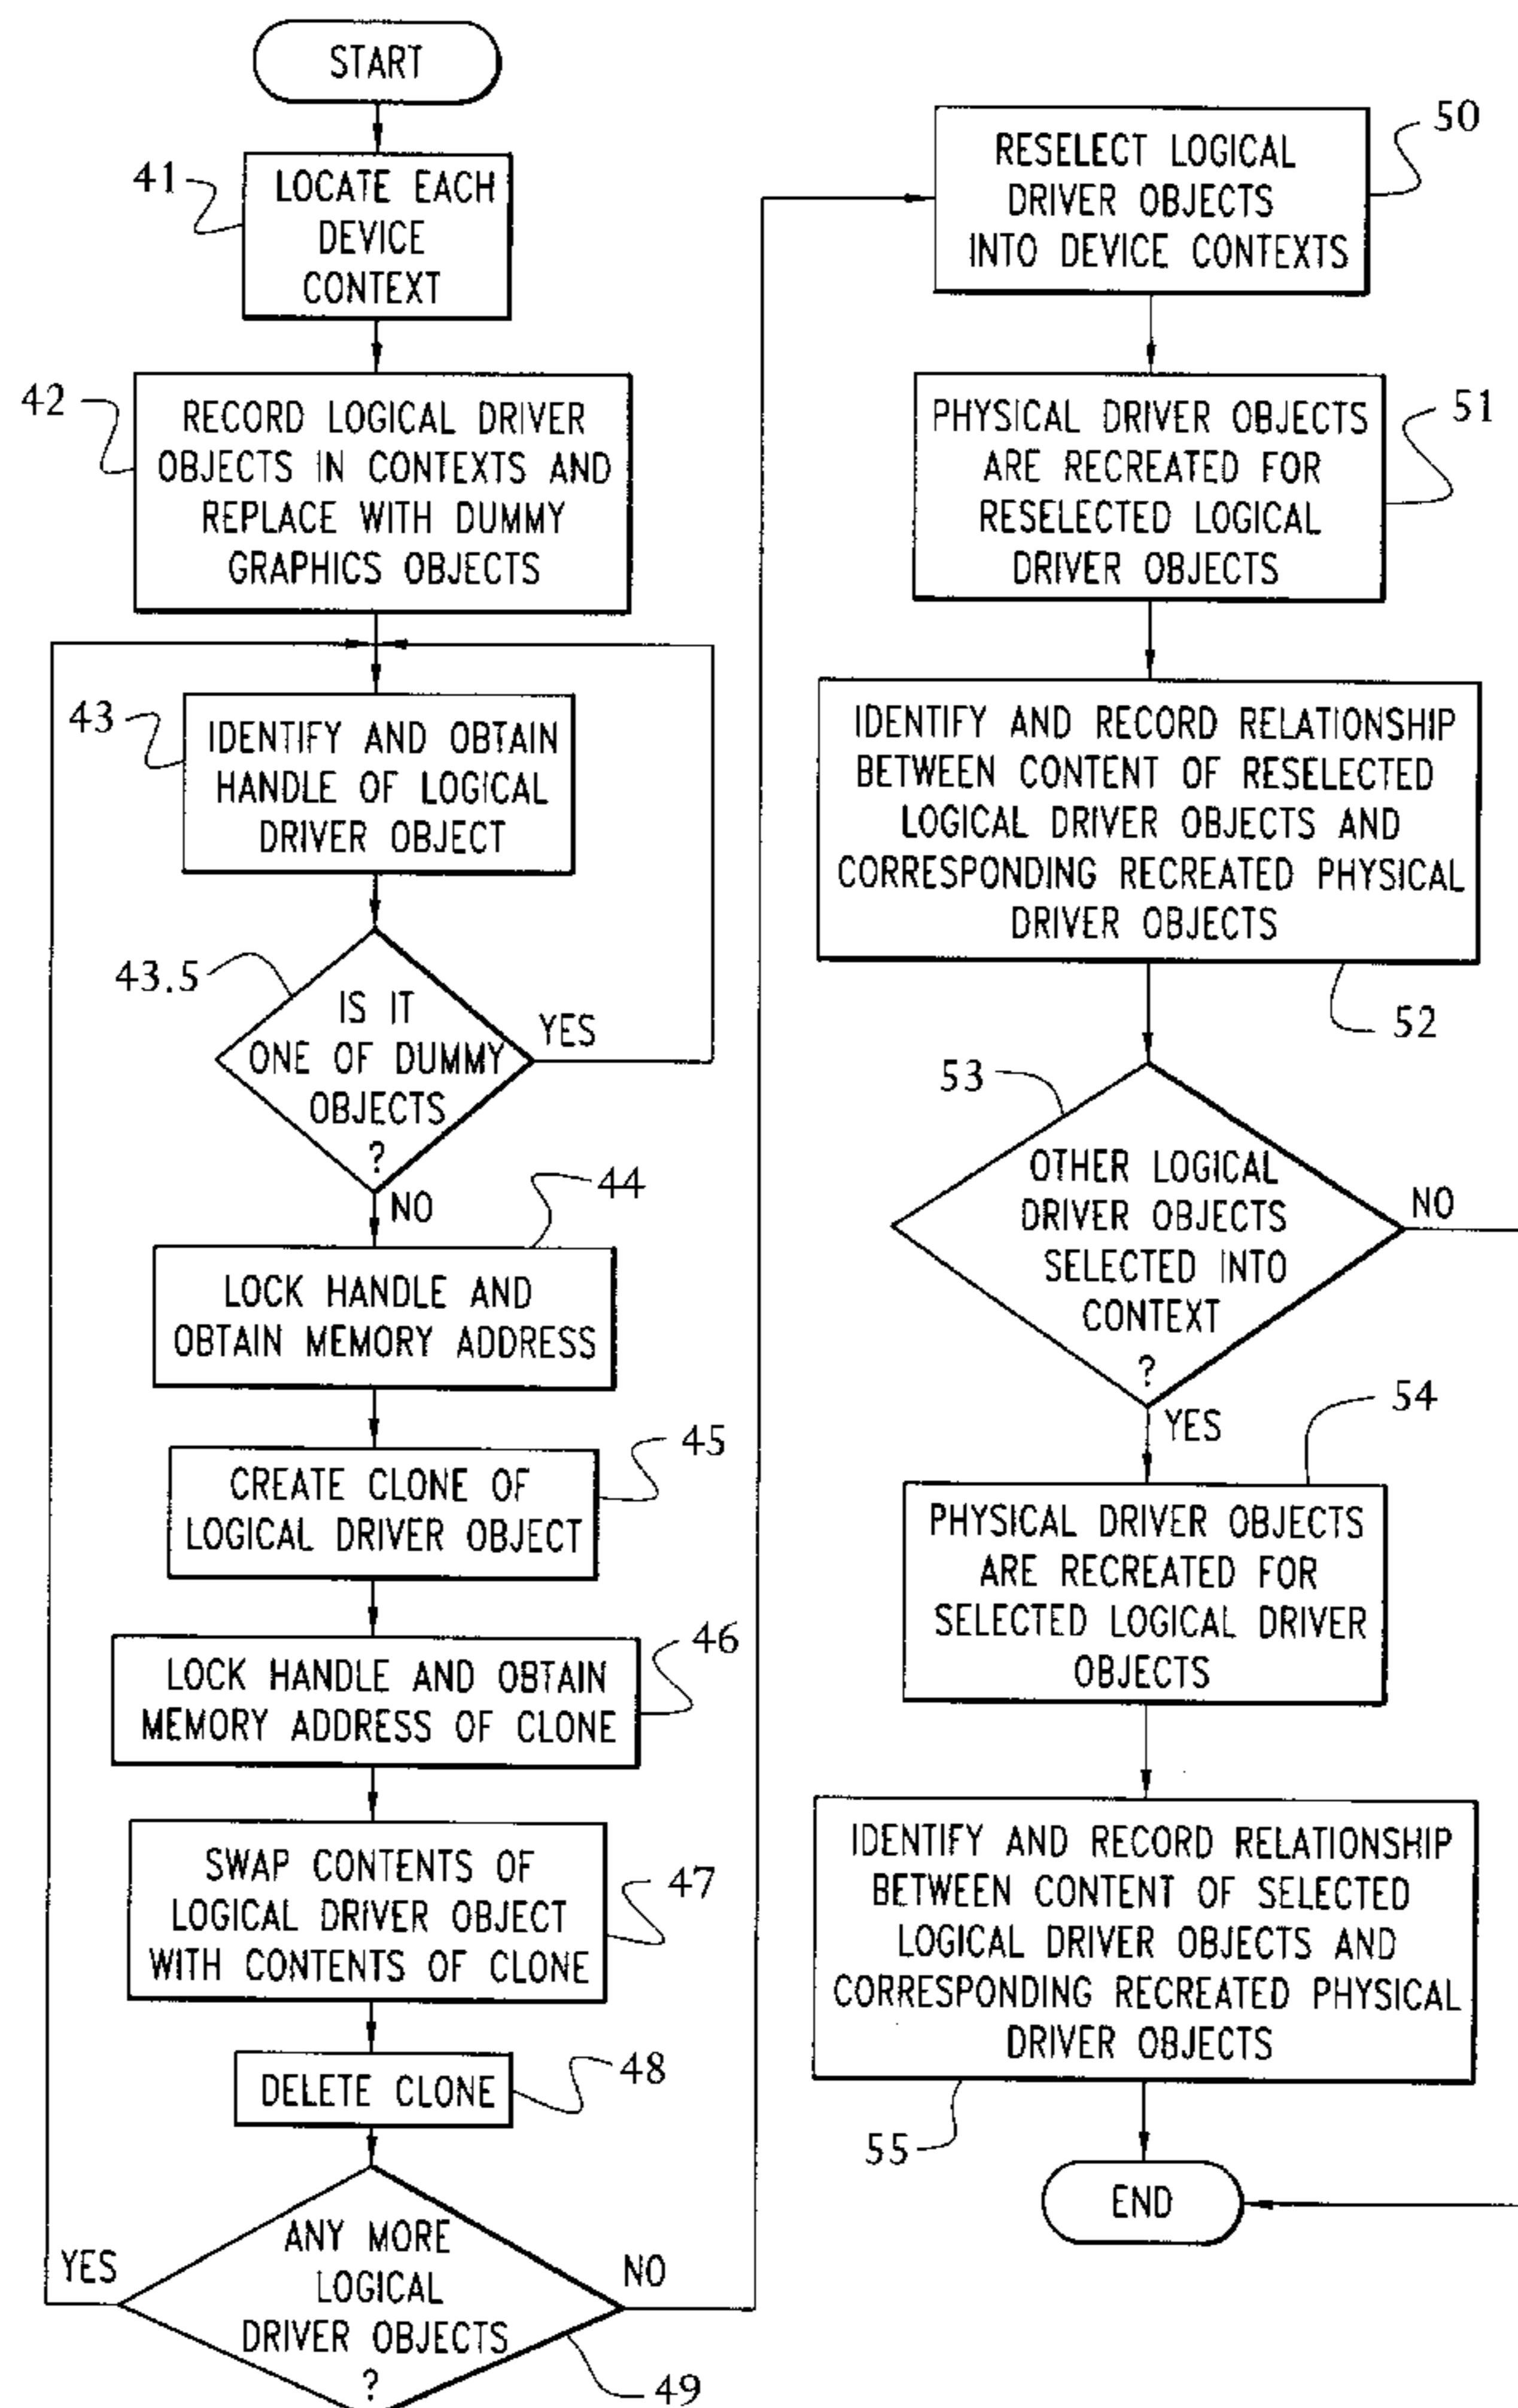 START
41
LOCATE EACH
DEVICE
CONTEXT
42
RECORD LOGICAL DRIVER
OBJECTS IN CONTEXTS AND
REPLACE WITH DUMMY
GRAPHICS OBJECTS
43
IDENTIFY AND OBTAIN
HANDLE OF LOGICAL
DRIVER OBJECT
43.5
IS IT
ONE OF DUMMY
OBJECTS
?
YES
NO
44
LOCK HANDLE AND
OBTAIN MEMORY ADDRESS
45
CREATE CLONE OF
LOGICAL DRIVER OBJECT
46
LOCK HANDLE AND OBTAIN
MEMORY ADDRESS OF CLONE
47
SWAP CONTENTS OF
LOGICAL DRIVER OBJECT
WITH CONTENTS OF CLONE
48
DELETE CLONE
YES
ANY MORE
LOGICAL
DRIVER OBJECTS
?
NO
49
50
RESELECT LOGICAL
DRIVER OBJECTS
INTO DEVICE CONTEXTS
51
PHYSICAL DRIVER OBJECTS
ARE RECREATED FOR
RESELECTED LOGICAL
DRIVER OBJECTS
IDENTIFY AND RECORD RELATIONSHIP
BETWEEN CONTENT OF RESELECTED
LOGICAL DRIVER OBJECTS AND
CORRESPONDING RECREATED PHYSICAL
DRIVER OBJECTS
52
53
OTHER LOGICAL
DRIVER OBJECTS
SELECTED INTO
CONTEXT
?
NO
YES
54
PHYSICAL DRIVER OBJECTS
ARE RECREATED FOR
SELECTED LOGICAL DRIVER
OBJECTS
IDENTIFY AND RECORD RELATIONSHIP
BETWEEN CONTENT OF SELECTED
LOGICAL DRIVER OBJECTS AND
CORRESPONDING RECREATED PHYSICAL
DRIVER OBJECTS
55
END